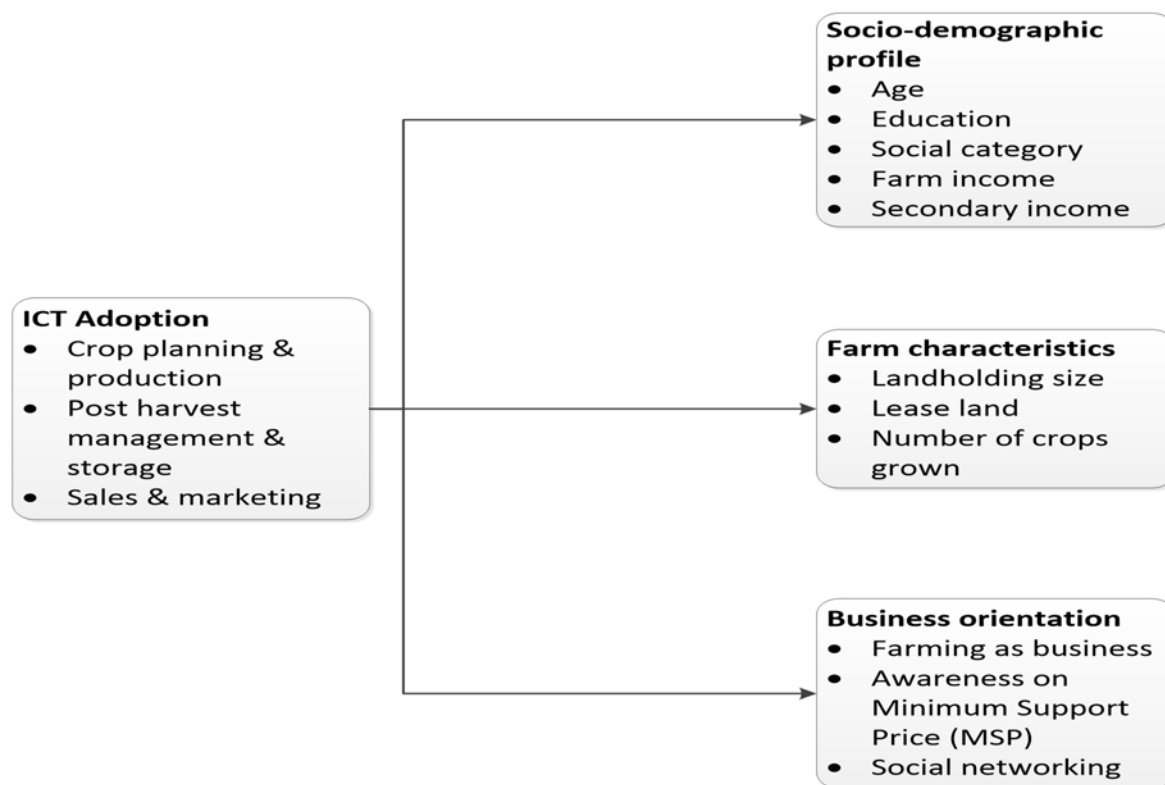 Socio-demographic
profile
• Age
• Education
• Social category
• Farm income
• Secondary income
ICT Adoption
• Crop planning &
production
• Post harvest
management &
storage
• Sales & marketing
Farm characteristics
• Landholding size
• Lease land
• Number of crops
grown
Business orientation
• Farming as business
• Awareness on
Minimum Support
Price (MSP)
• Social networking